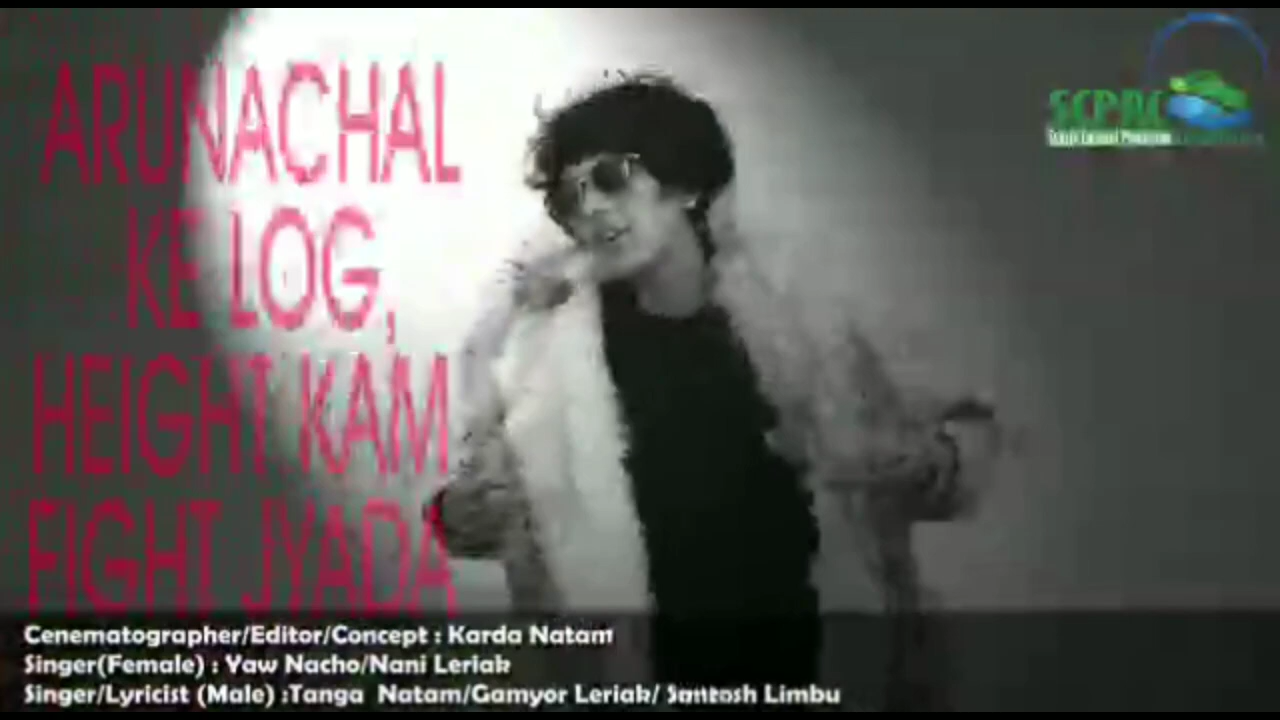 ARUNACHAL
KE LOG,
HEIGHT KAM
FIGHT JYADA
SCPRC
Cenematographer/Editor/Concept : Karda Natam
Singer(Female) : Yaw Nacho/Nani Leriak
Singer/Lyricist (Male) :Tanga Natam/Gamyor Leriak/ Santosh Limbu